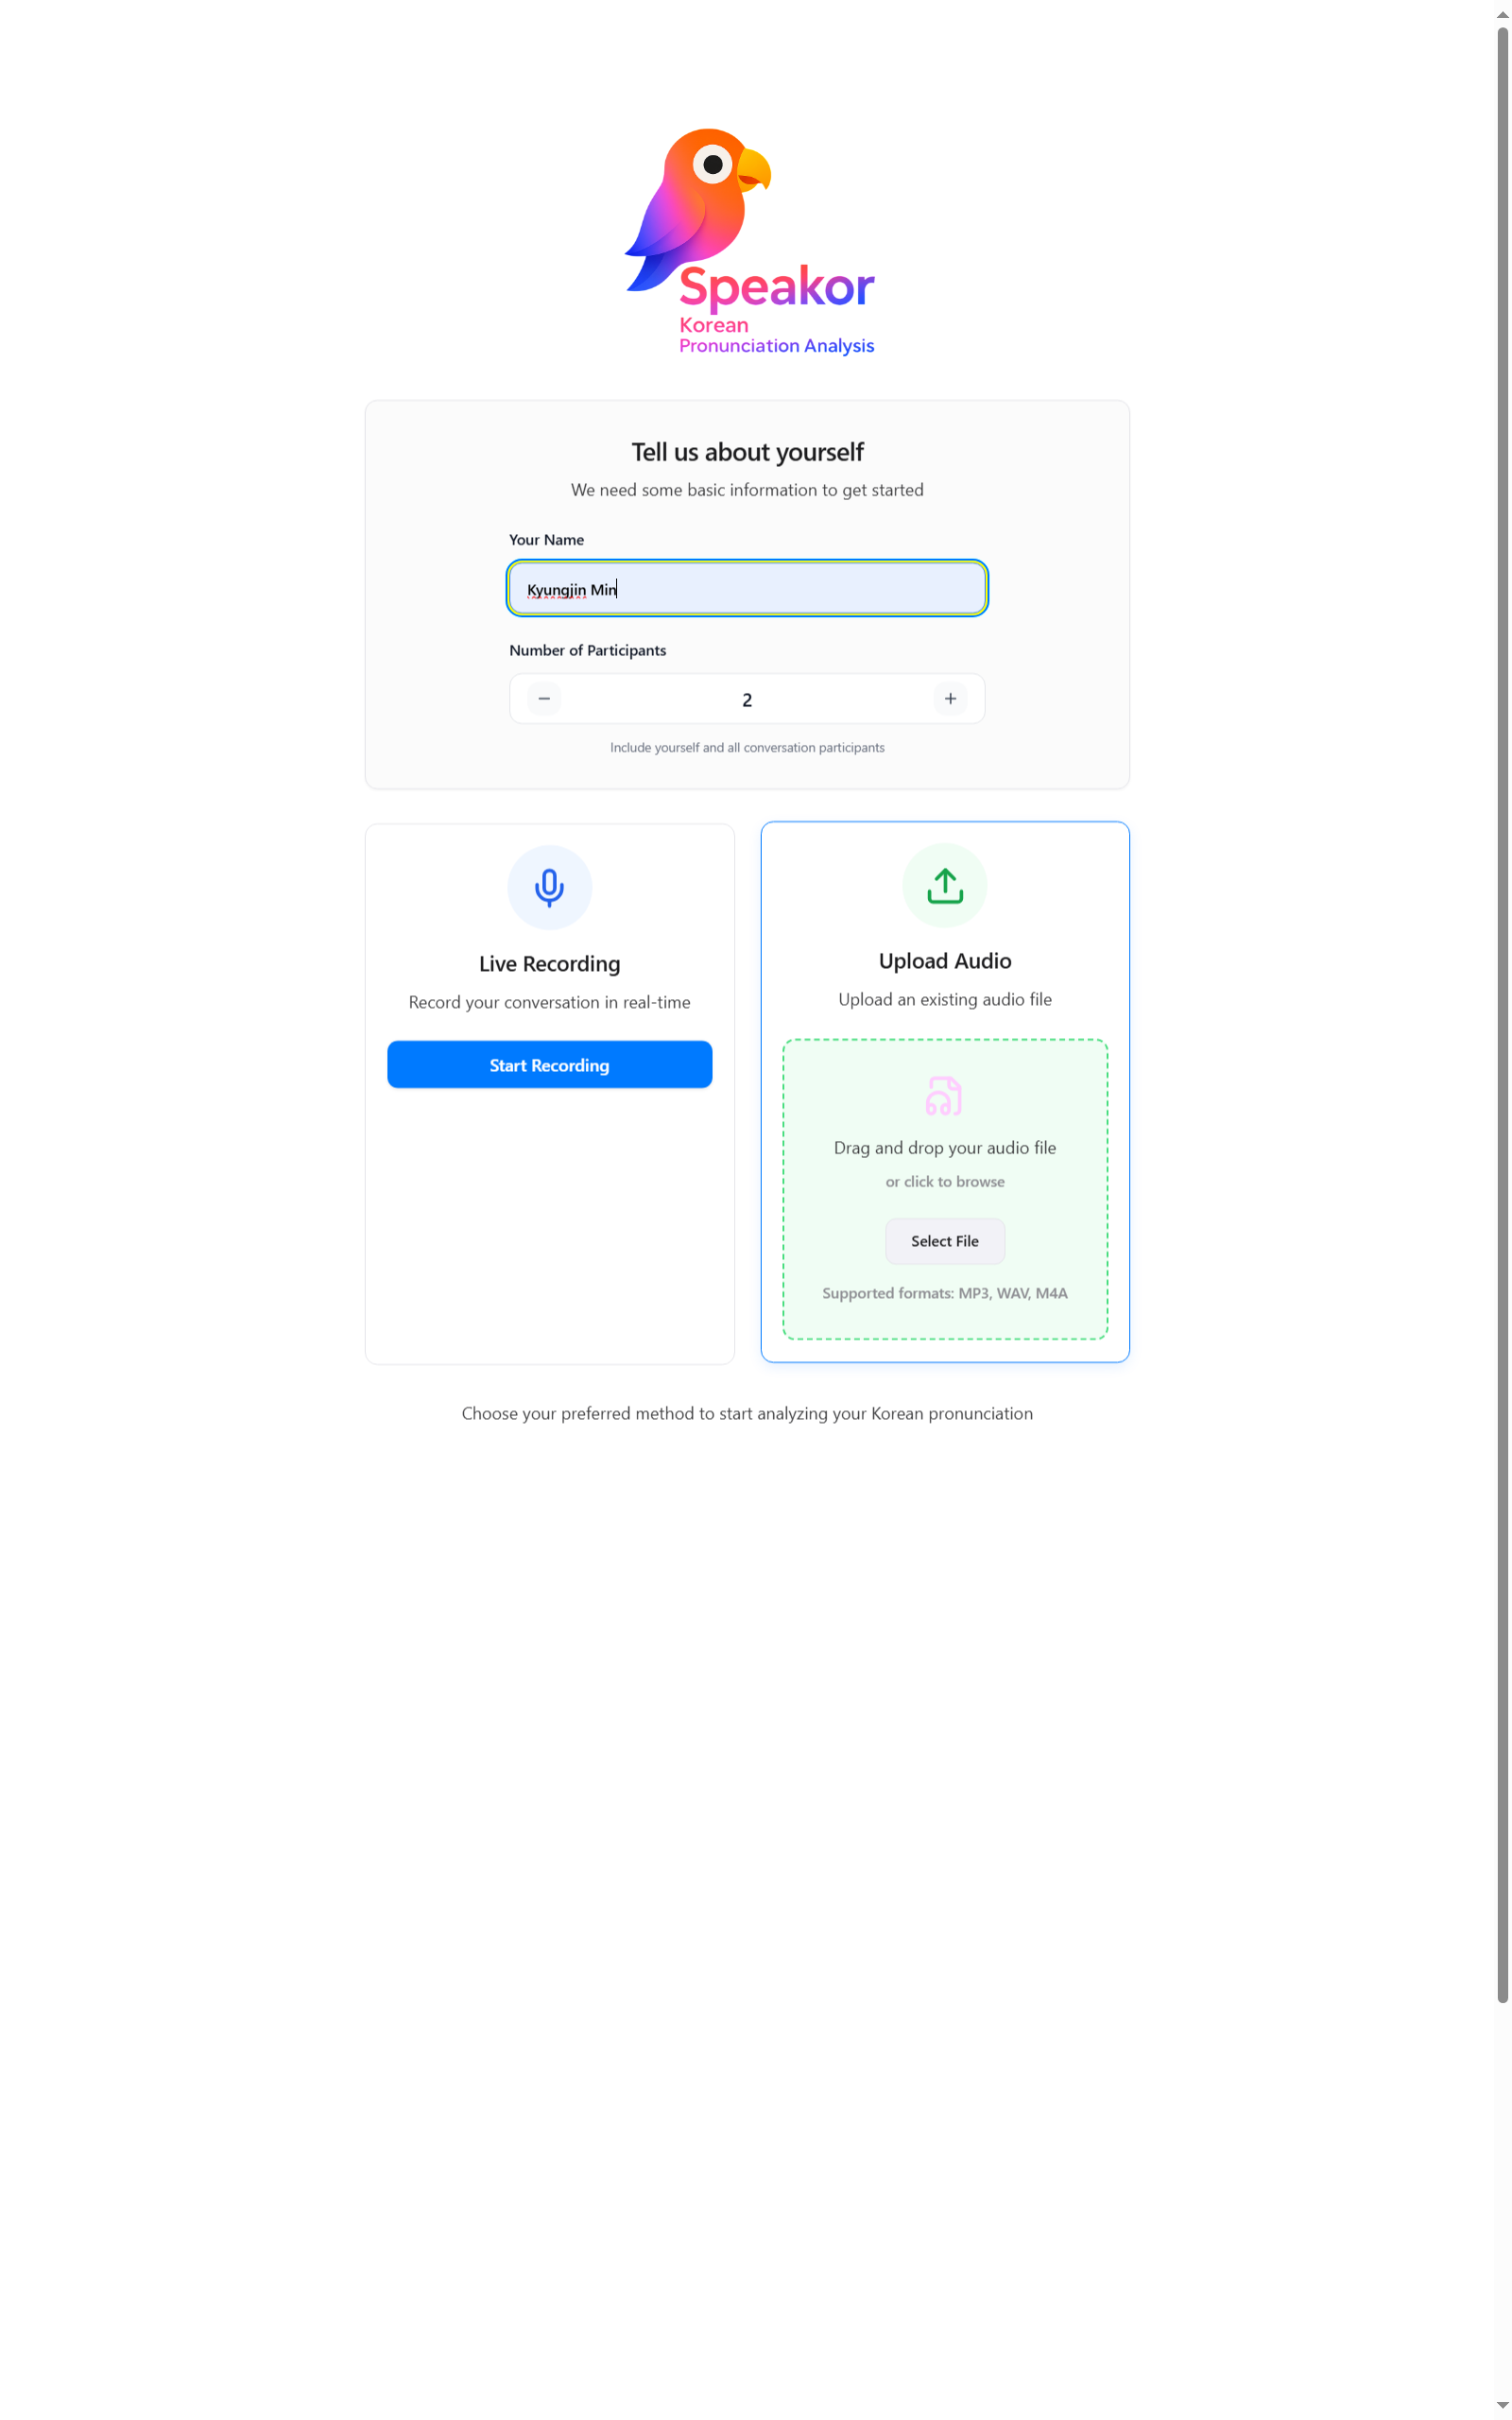 Speakor
Korean
Pronunciation Analysis
Tell us about yourself
We need some basic information to get started
Your Name
Kyungjin Min
Number of Participants
2
Include yourself and all conversation participants
Live Recording
Record your conversation in real-time
Start Recording
Upload Audio
Upload an existing audio file
Drag and drop your audio file
or click to browse
Select File
Supported formats: MP3, WAV, M4A
Choose your preferred method to start analyzing your Korean pronunciation